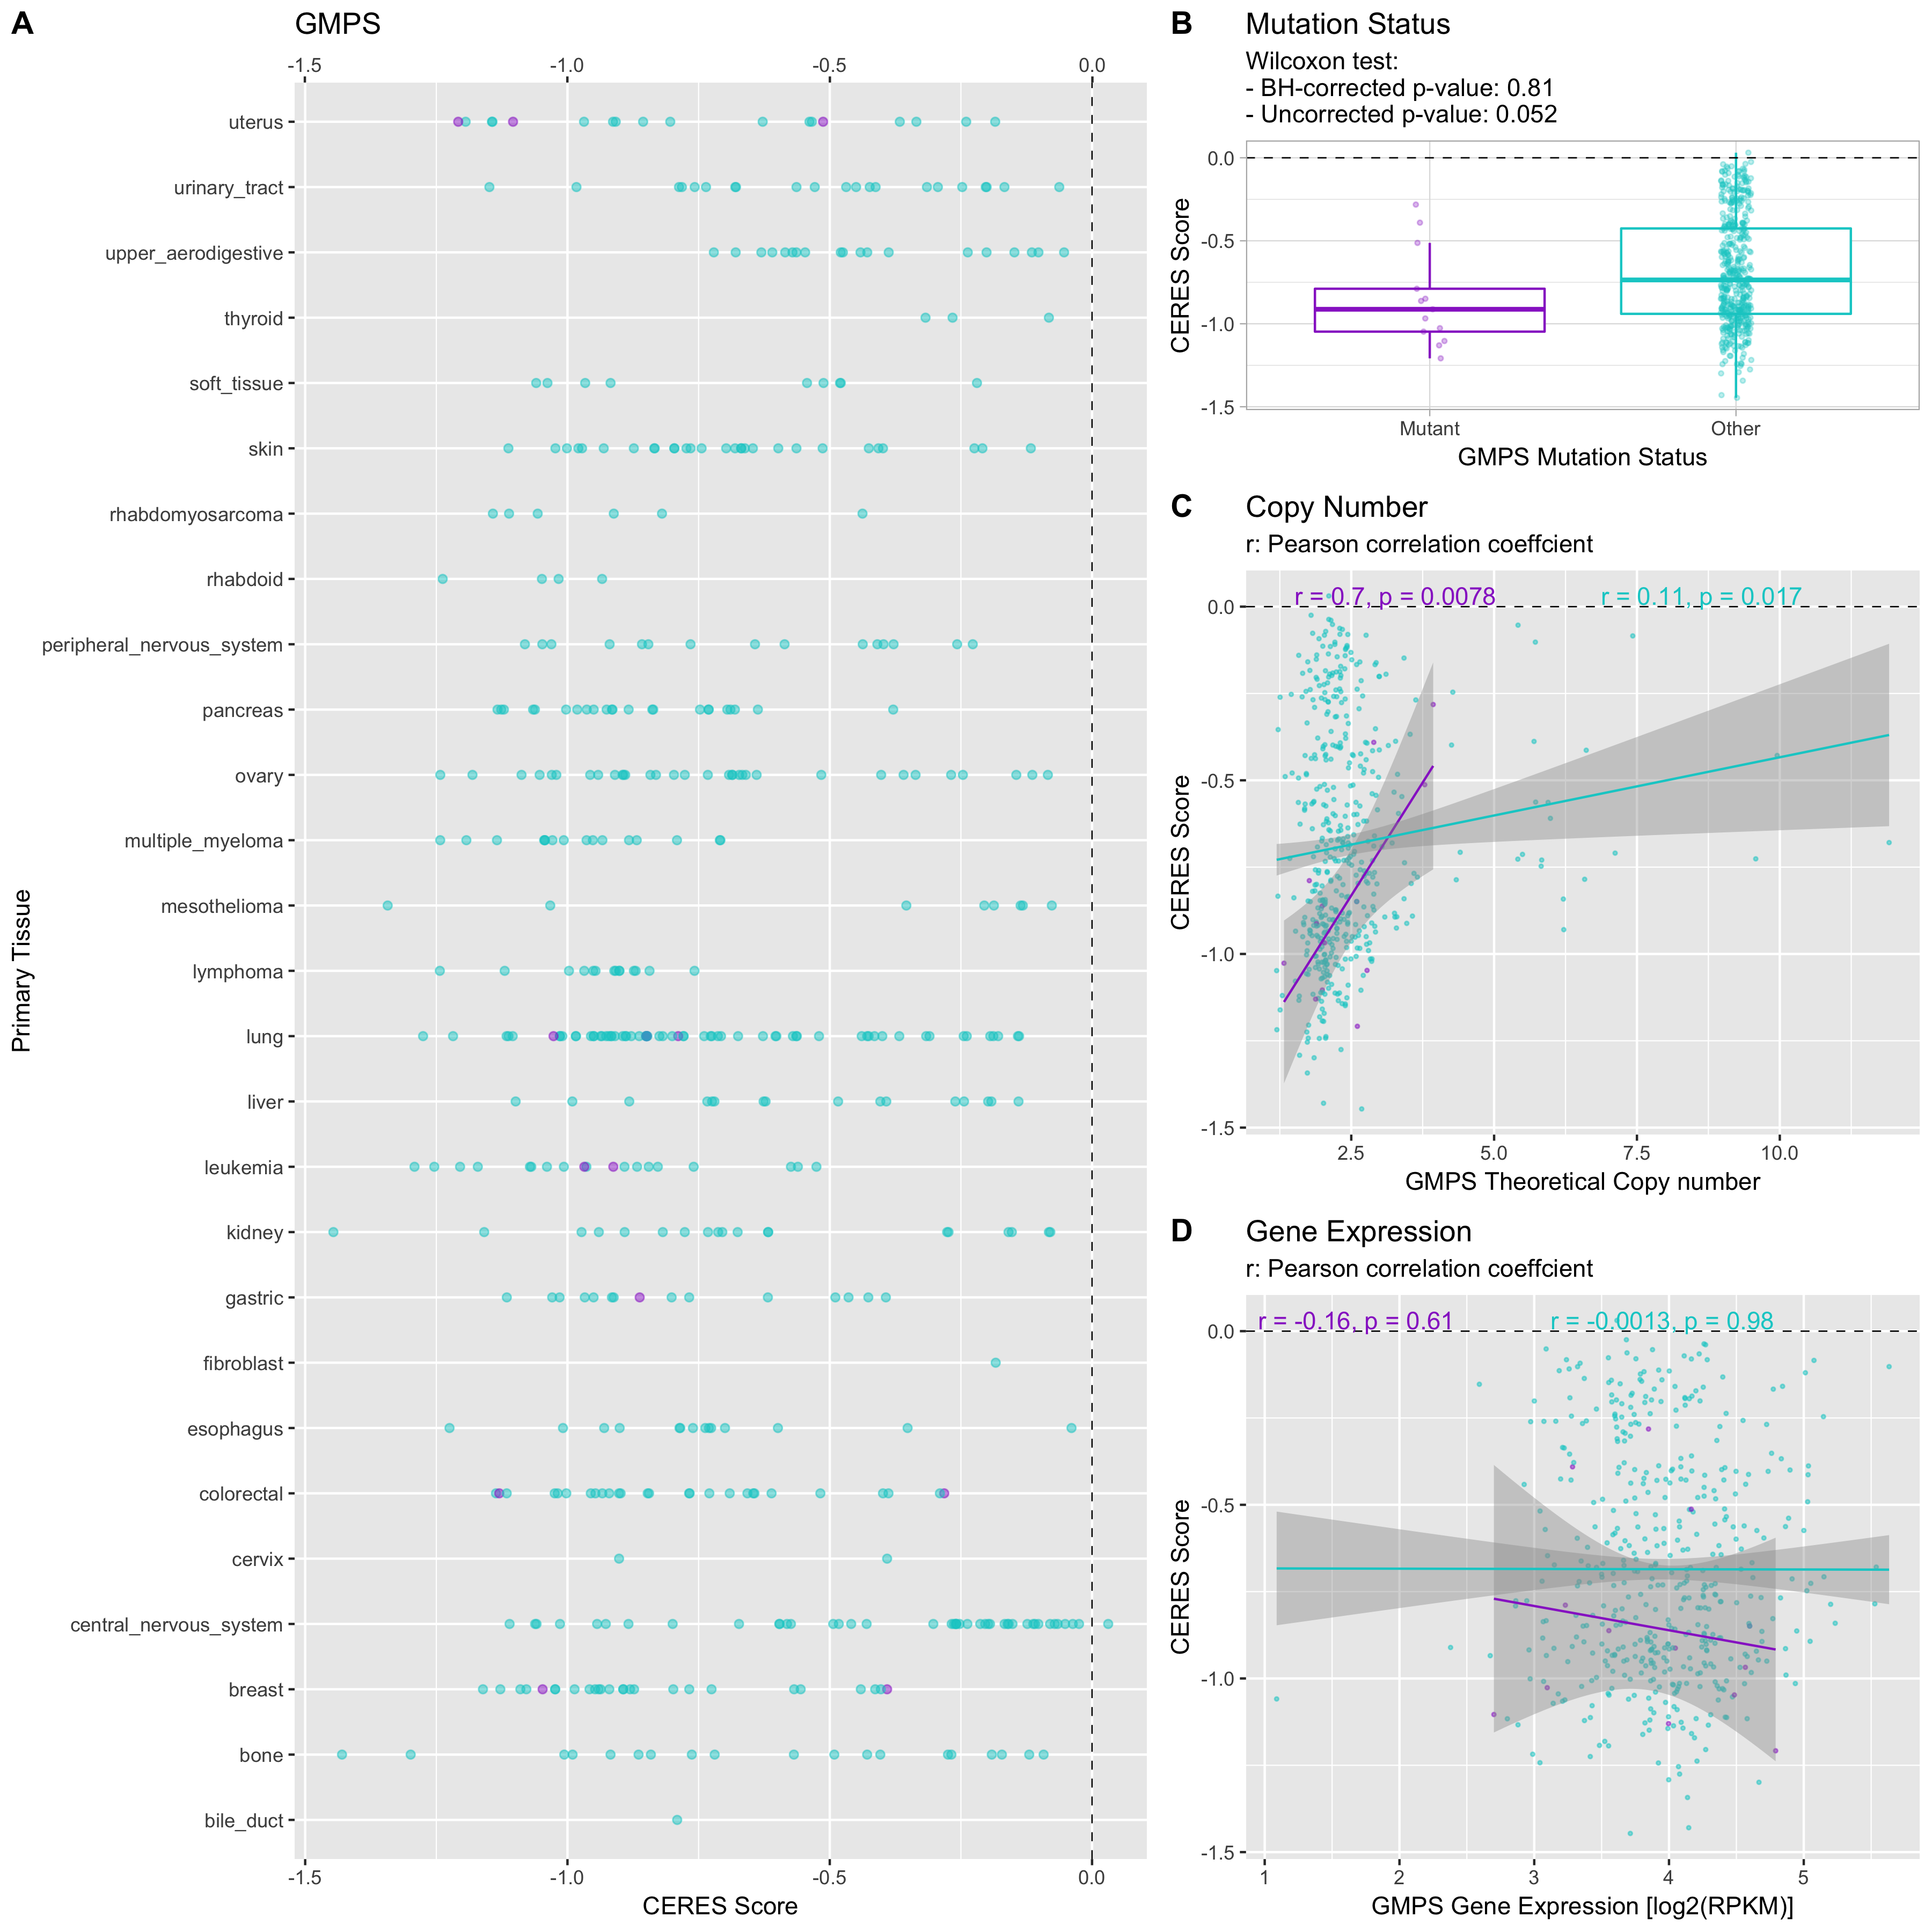 A
GMPS
-1.5 -1.0 -0.5 0.0
uterus
urinary_tract
upper_aerodigestive
thyroid
soft_tissue
skin
rhabdomyosarcoma
rhabdoid
peripheral_nervous_system
pancreas
ovary
multiple_myeloma
mesothelioma
lymphoma
lung
liver
leukemia
kidney
gastric
fibroblast
esophagus
colorectal
cervix
central_nervous_system
breast
bone
bile_duct
-1.5 -1.0 -0.5 0.0
CERES Score
Primary Tissue
B
Mutation Status
Wilcoxon test:
- BH-corrected p-value: 0.81
- Uncorrected p-value: 0.052
0.0
-0.5
-1.0
-1.5
CERES Score
Mutant Other
GMPS Mutation Status
C
Copy Number
r: Pearson correlation coeffcient
r = 0.7, p = 0.0078 r = 0.11, p = 0.017
0.0
-0.5
-1.0
-1.5
CERES Score
2.5 5.0 7.5 10.0
GMPS Theoretical Copy number
D
Gene Expression
r: Pearson correlation coeffcient
r = -0.16, p = 0.61 r = -0.0013, p = 0.98
0.0
-0.5
-1.0
-1.5
CERES Score
1 2 3 4 5
GMPS Gene Expression [log2(RPKM)]